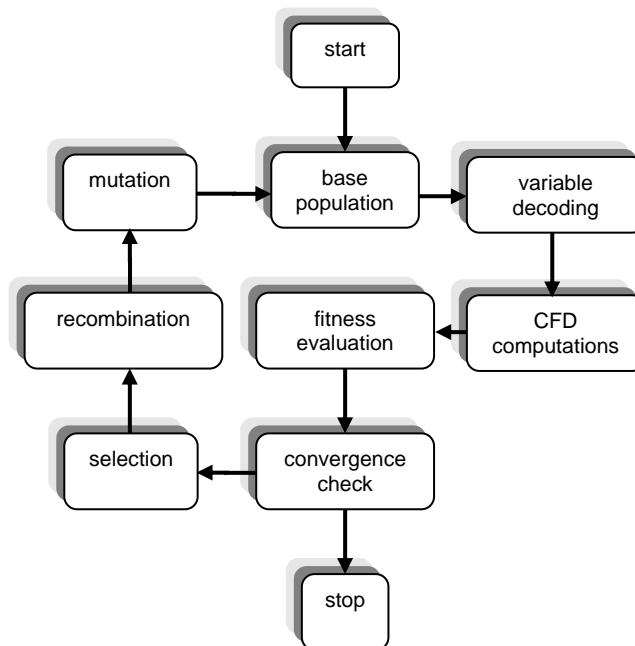 start
mutation
base
population
variable
decoding
recombination
fitness
evaluation
CFD
computations
selection
convergence
check
stop